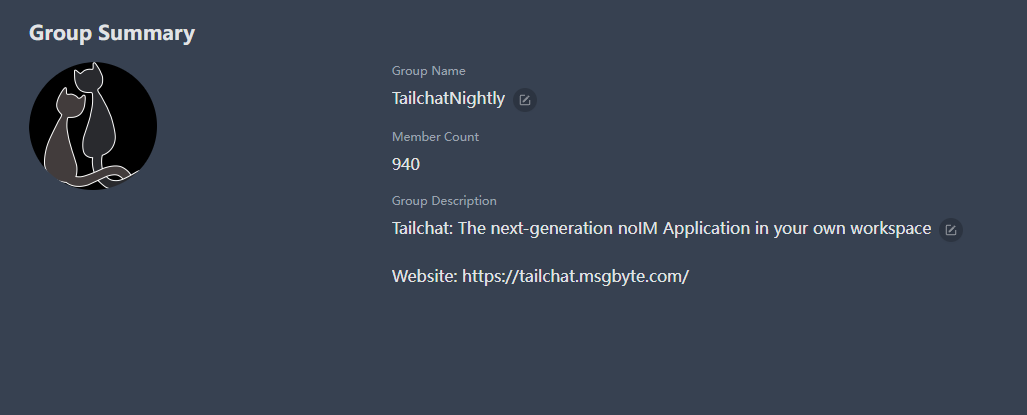 Group Summary
Group Name
TailchatNightly
Member Count
940
Group Description
Tailchat: The next-generation noIM Application in your own workspace
Website: https://tailchat.msgbyte.com/